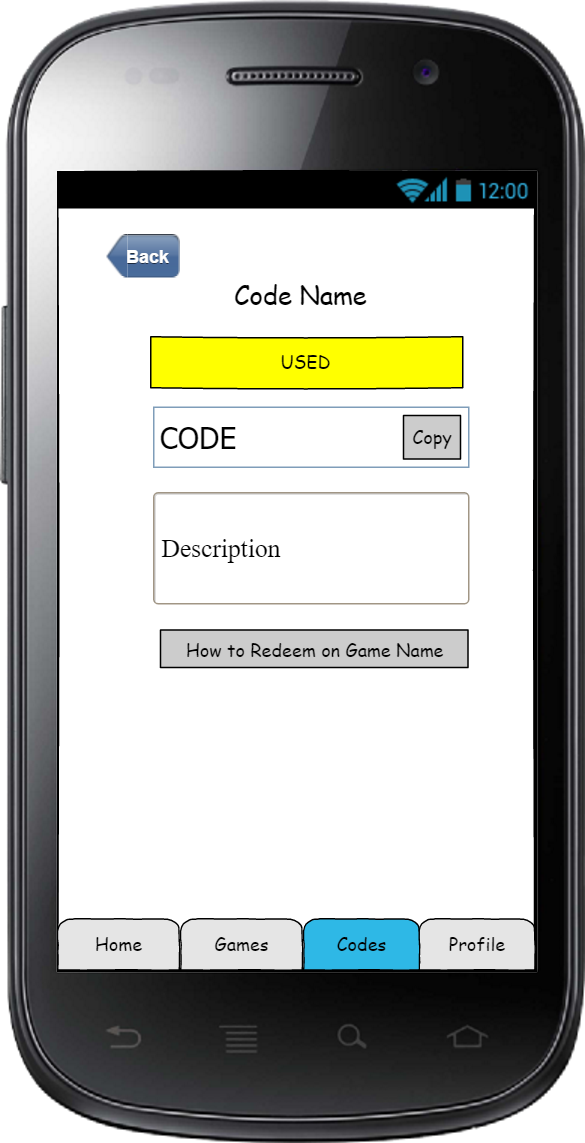 12:00
Back
Code Name
USED
CODE
Copy
Description
How to Redeem on Game Name
Home Games Codes Profile